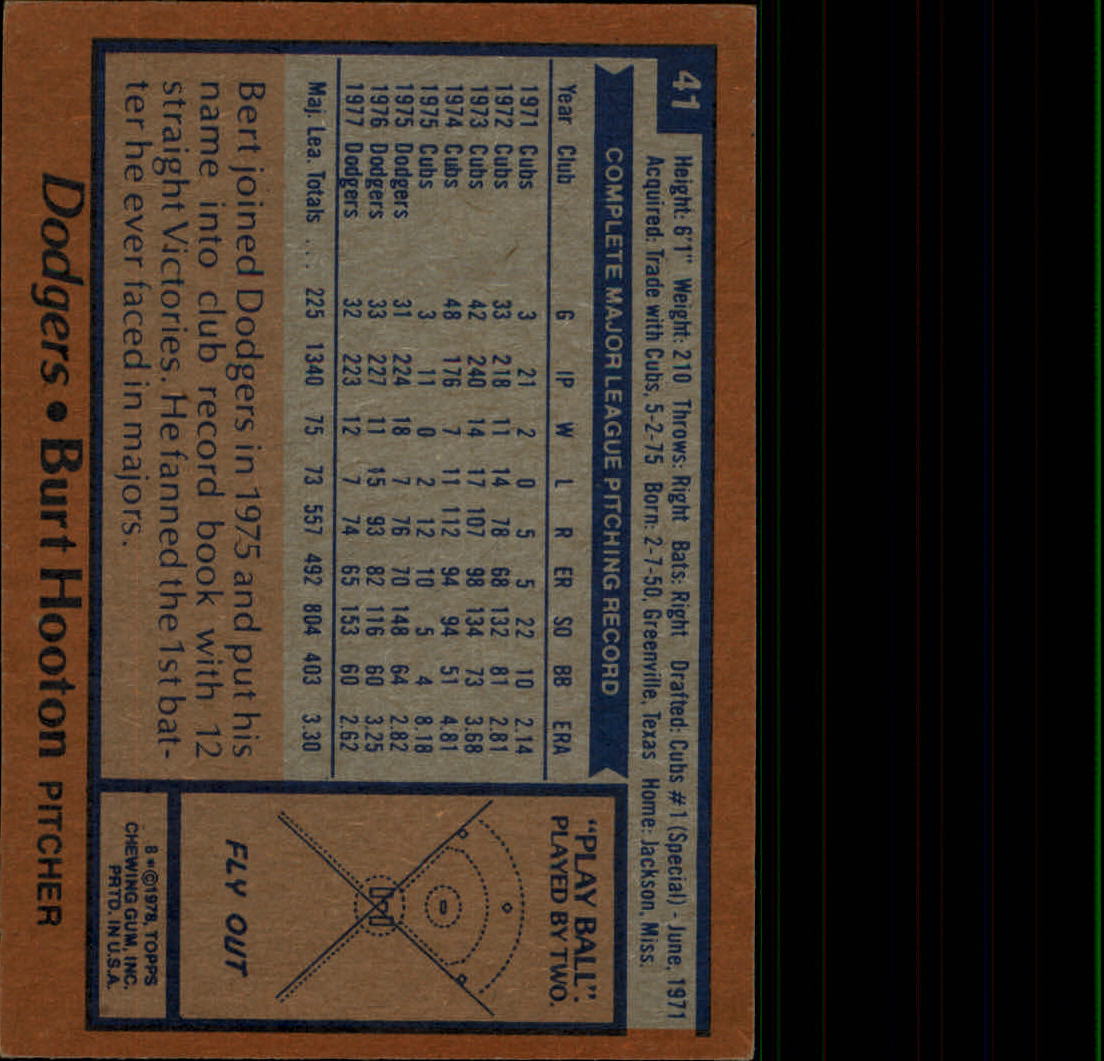 41
Height: 6'1" Weight: 210 Throws: Right Bats: Right Drafted: Cubs #1 (Special) - June, 1971
Acquired: Trade with Cubs, 5-2-75 Born: 2-7-50, Greenville, Texas Home: Jackson, Miss.
COMPLETE MAJOR LEAGUE PITCHING RECORD
Year Club G IP W L R ER SO BB ERA
1971 Cubs 3 21 2 0 5 5 22 10 2.14
1972 Cubs 33 218 11 14 78 68 132 81 2.81
1973 Cubs 42 240 14 17 107 98 134 73 3.68
1974 Cubs 48 176 7 11 112 94 94 51 4.81
1975 Cubs 3 11 0 2 12 10 5 4 8.18
1975 Dodgers 31 224 18 7 76 70 148 64 2.82
1976 Dodgers 33 227 11 15 93 82 116 60 3.25
1977 Dodgers 32 223 12 7 74 65 153 60 2.62
Maj. Lea. Totals ... 225 1340 75 73 557 492 804 403 3.30
Bert joined Dodgers in 1975 and put his
name into club record book with 12
straight Victories. He fanned the 1st bat-
ter he ever faced in majors.
"PLAY BALL"
PLAYED BY TWO.
FLY OUT
8 * ©1978, TOPPS
CHEWING GUM, INC.
PRTD. IN U.S.A.
Dodgers • Burt Hooton PITCHER